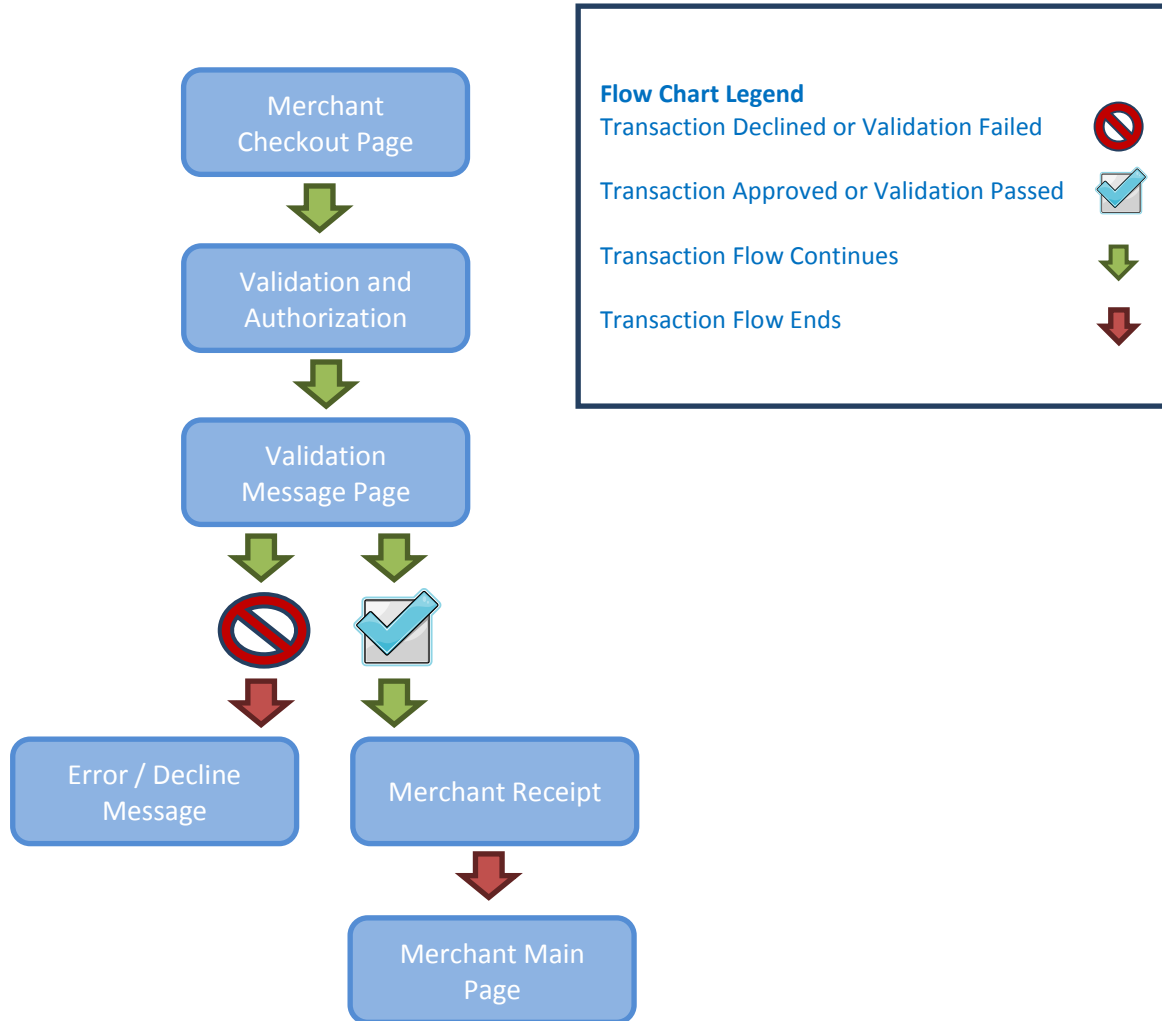 Merchant
Checkout Page
Validation and
Authorization
Validation
Message Page
Error / Decline
Message
Merchant Receipt
Merchant Main
Page
Flow Chart Legend
Transaction Declined or Validation Failed
Transaction Approved or Validation Passed
Transaction Flow Continues
Transaction Flow Ends